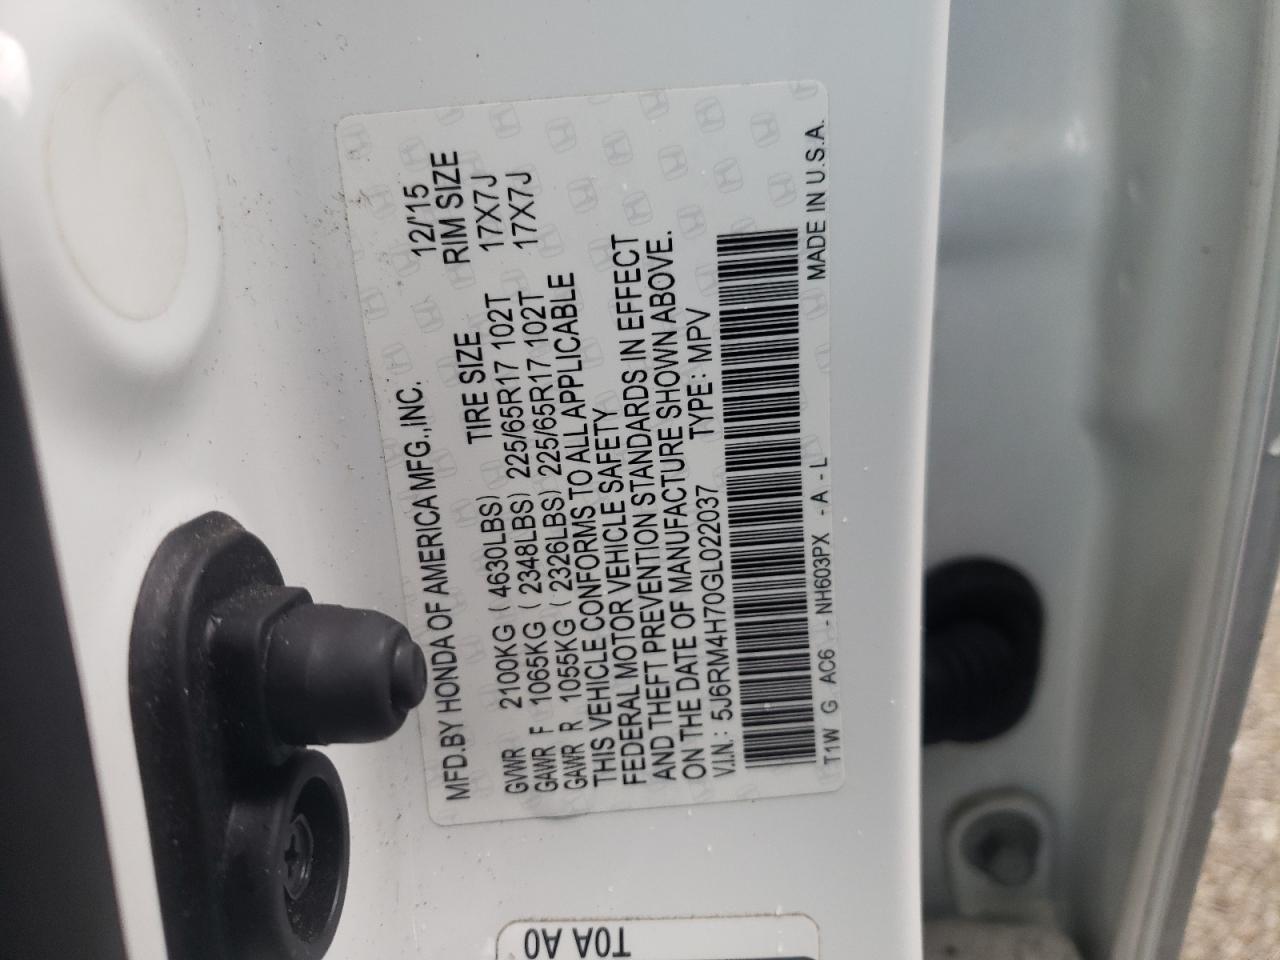 MFD.BY HONDA OF AMERICA MFG.,INC. 12/'15
TIRE SIZE RIM SIZE
GVWR 2100KG ( 4630LBS)
GAWR F 1065KG ( 2348LBS) 225/65R17 102T 17X7J
GAWR R 1055KG ( 2326LBS) 225/65R17 102T 17X7J
THIS VEHICLE CONFORMS TO ALL APPLICABLE
FEDERAL MOTOR VEHICLE SAFETY
AND THEFT PREVENTION STANDARDS IN EFFECT
ON THE DATE OF MANUFACTURE SHOWN ABOVE.
V.I.N.: 5J6RM4H70GL022037 TYPE: MPV
T1W G AC6 - NH603PX - A - L MADE IN U.S.A.
T0A A0